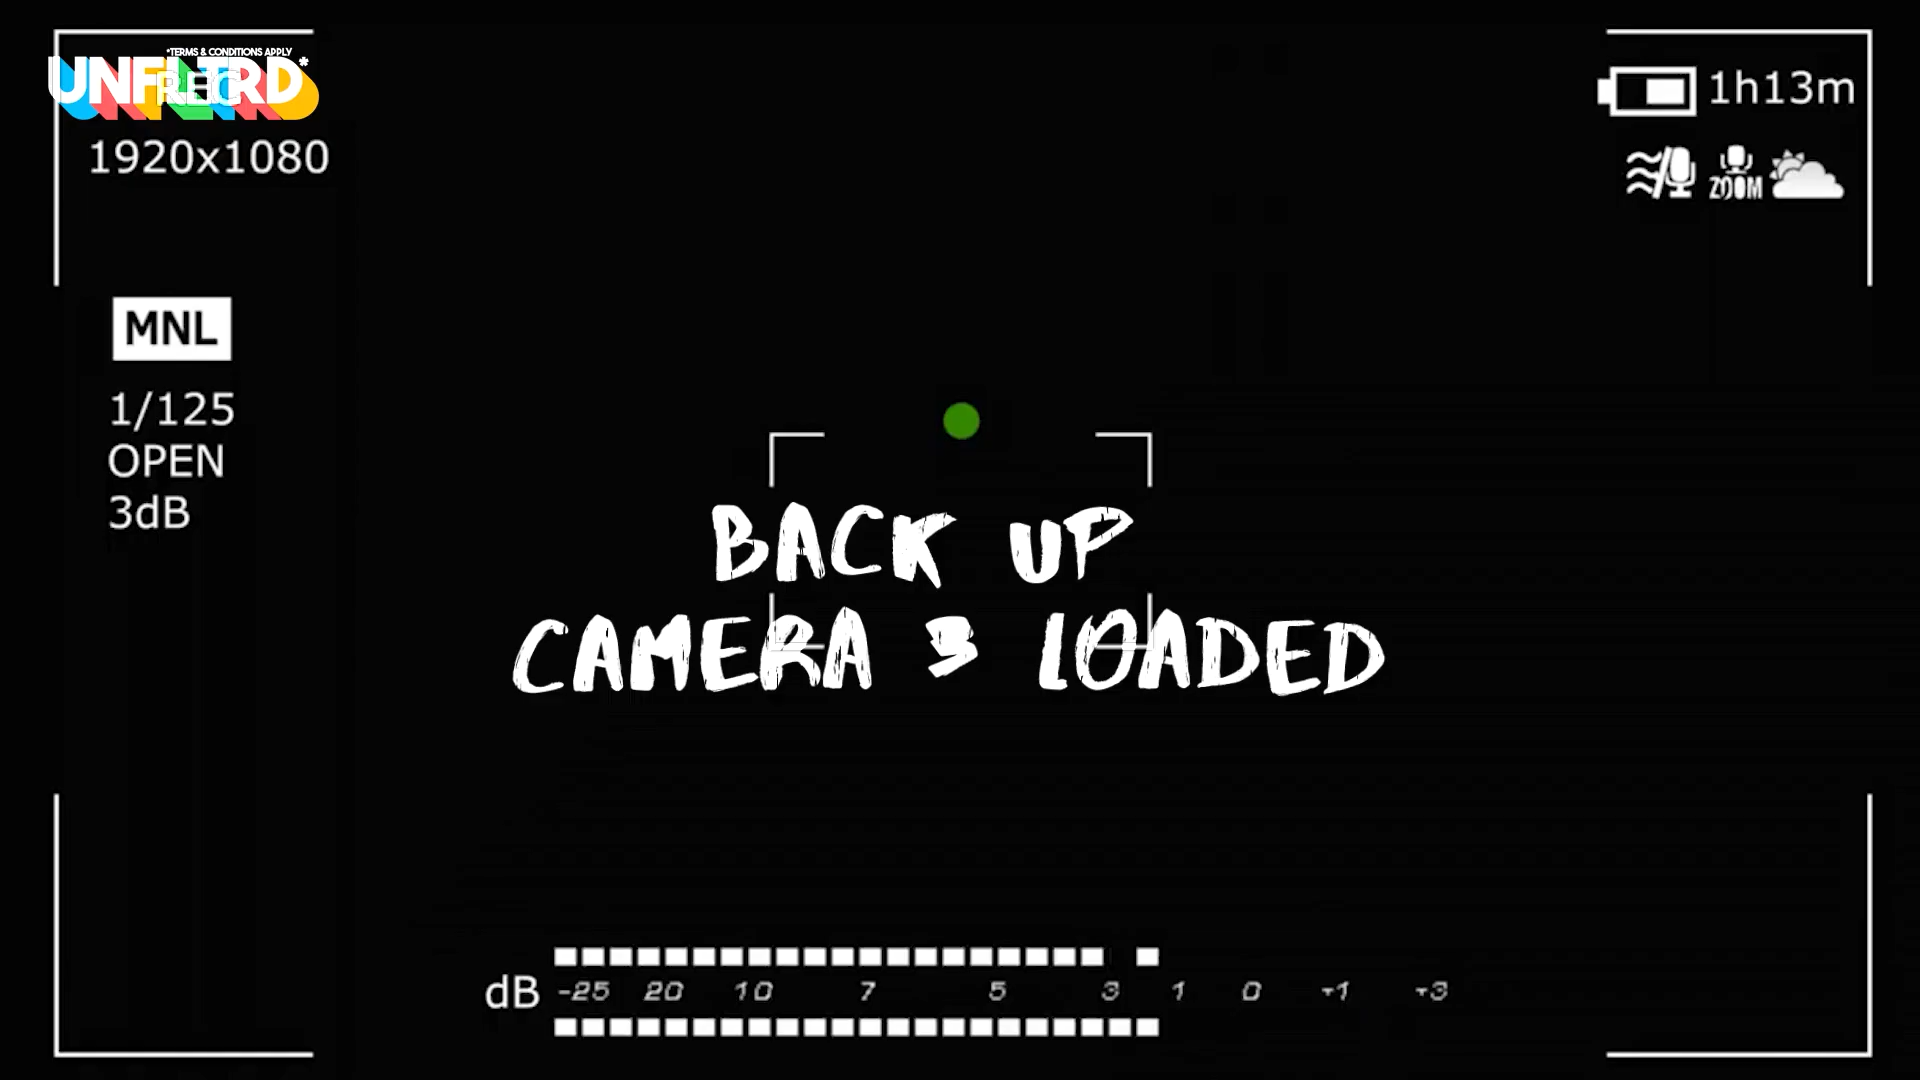 *TERMS & CONDITIONS APPLY
UNFLTRD*
REC
1920x1080
1h13m
ZOOM
MNL
1/125
OPEN
3dB
BACK UP
CAMERA 3 LOADED
dB -25 20 10 7 5 3 1 0 +1 +3